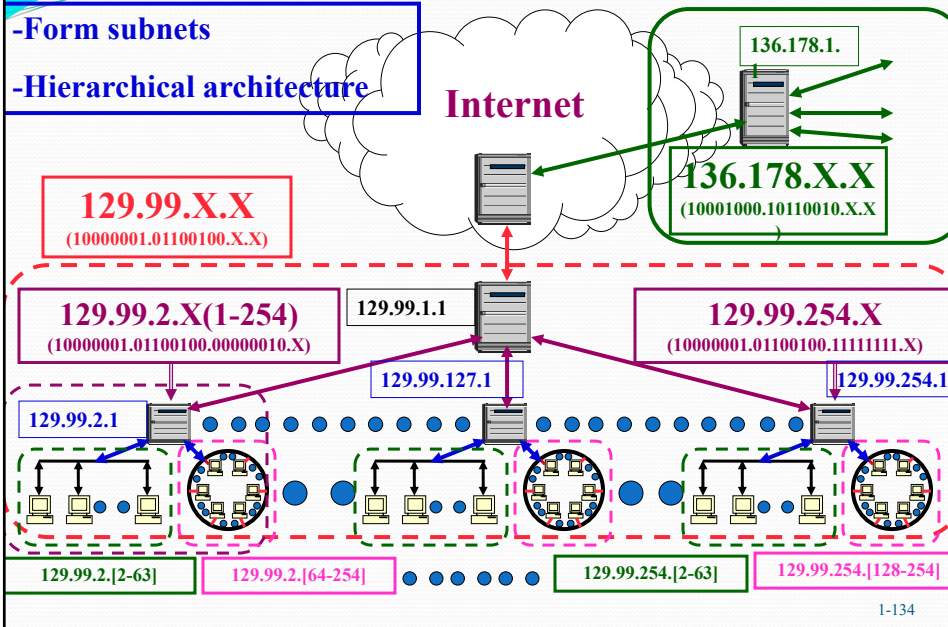 -Form subnets
-Hierarchical architecture
Internet
136.178.1.
136.178.X.X
(10001000.10110010.X.X
)
129.99.X.X
(10000001.01100100.X.X)
129.99.2.X(1-254)
(10000001.01100100.00000010.X)
129.99.1.1
129.99.254.X
(10000001.01100100.11111111.X)
129.99.127.1
129.99.254.1
129.99.2.1
129.99.2.[2-63]
129.99.2.[64-254]
129.99.254.[2-63]
129.99.254.[128-254]
1-134